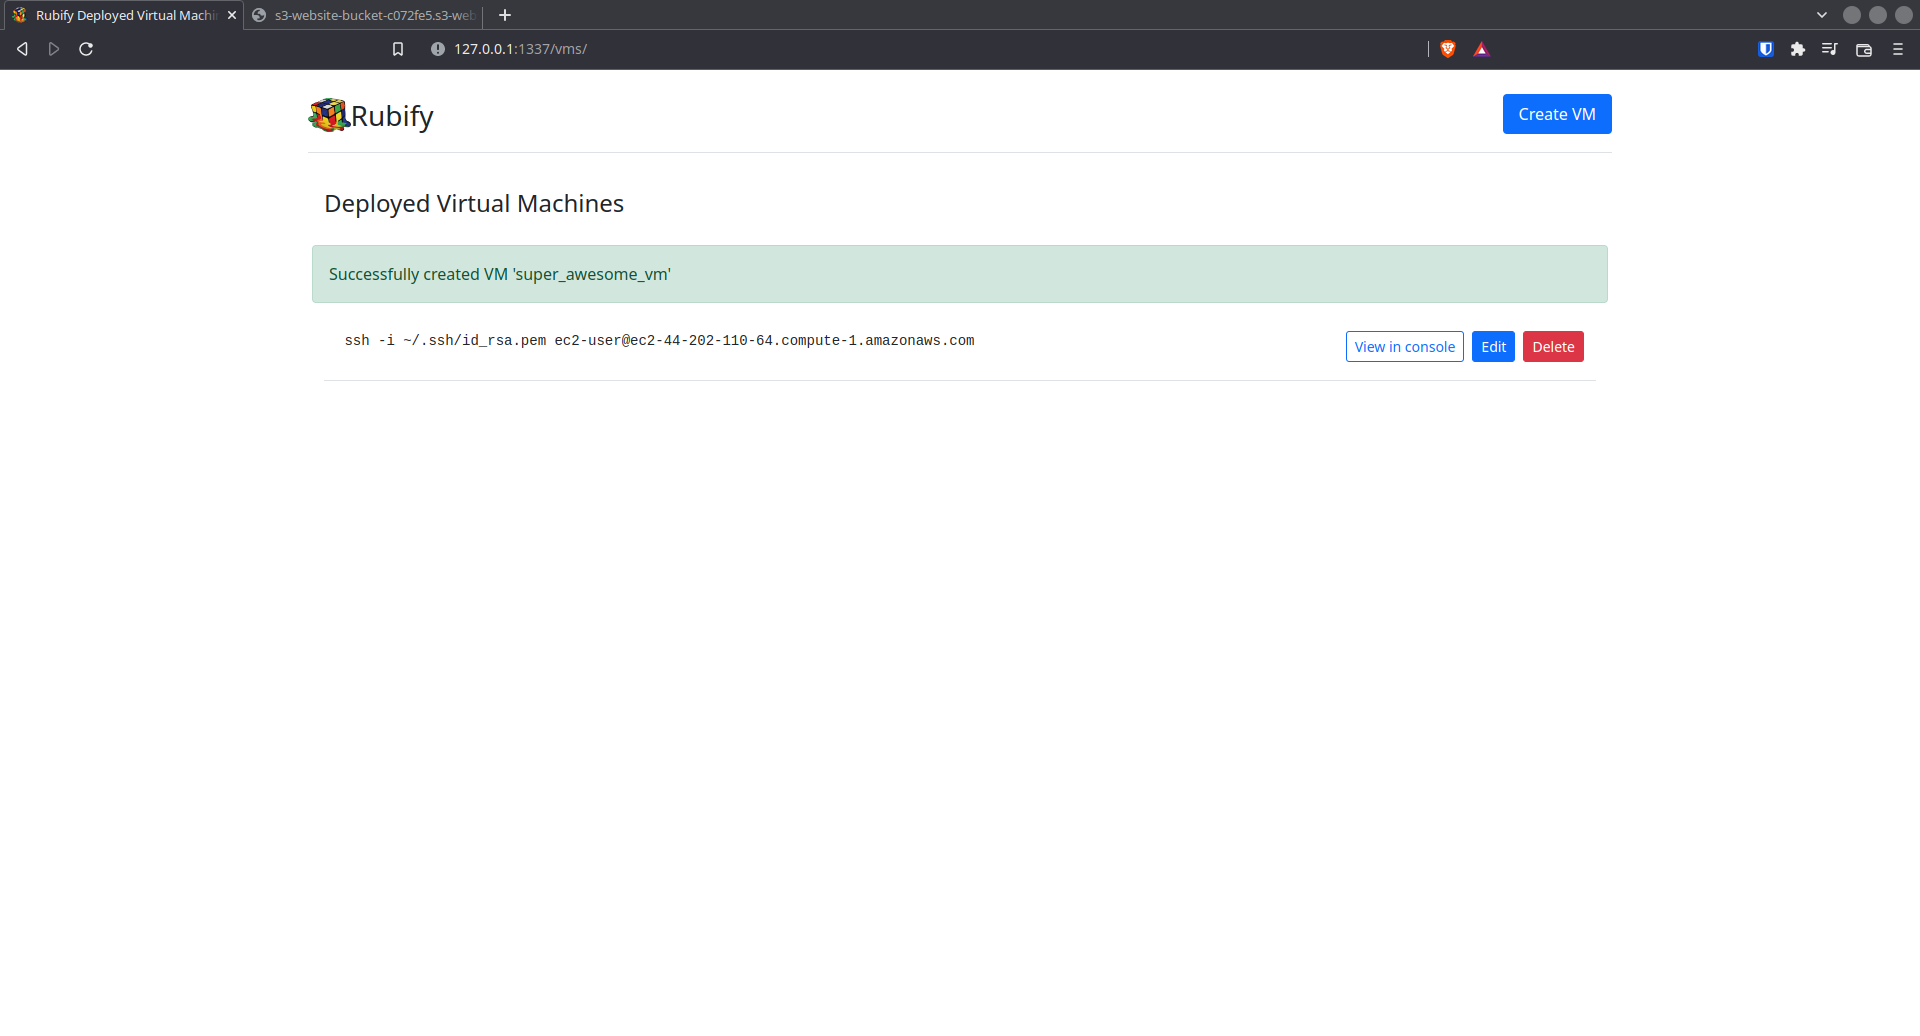 Rubify Deployed Virtual Machi
s3-website-bucket-c072fe5.s3-web
127.0.0.1:1337/vms/
Rubify
Create VM
Deployed Virtual Machines
Successfully created VM 'super_awesome_vm'
ssh -i ~/.ssh/id_rsa.pem ec2-user@ec2-44-202-110-64.compute-1.amazonaws.com
View in console
Edit
Delete